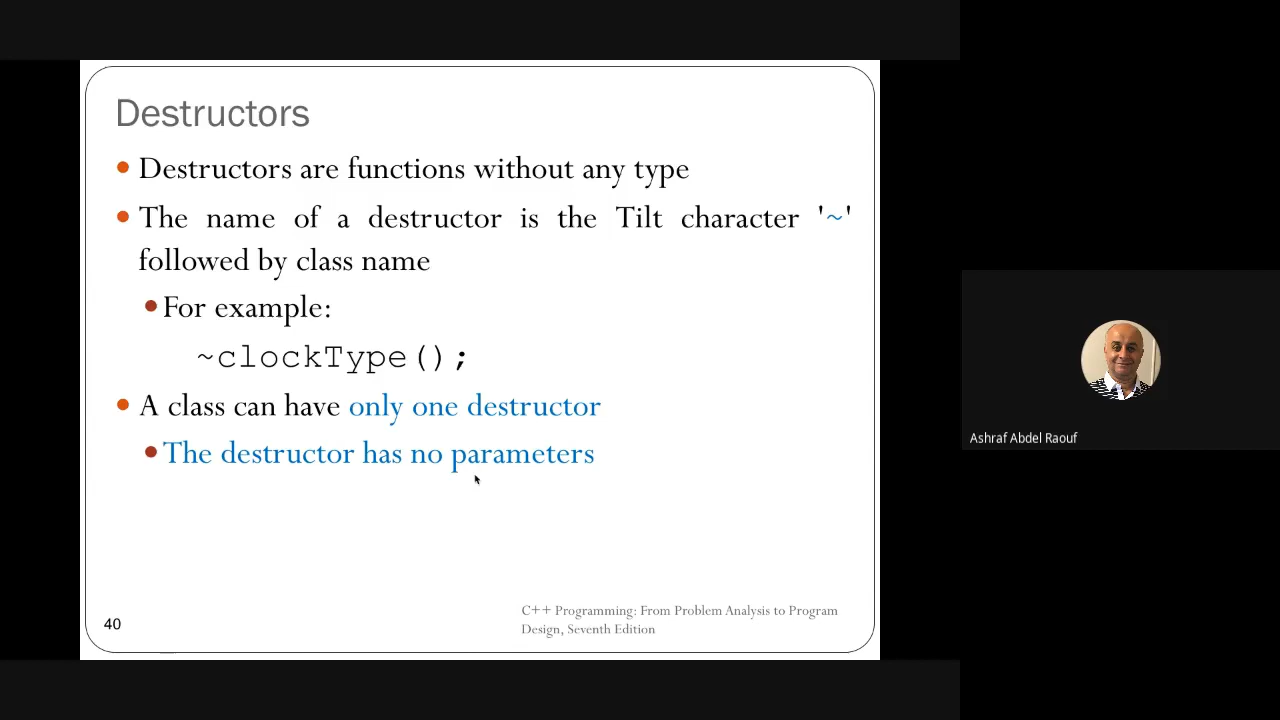 Destructors
• Destructors are functions without any type
• The name of a destructor is the Tilt character '~'
followed by class name
• For example:
~clockType();
• A class can have only one destructor
• The destructor has no parameters
40
C++ Programming: From Problem Analysis to Program
Design, Seventh Edition
Ashraf Abdel Raouf